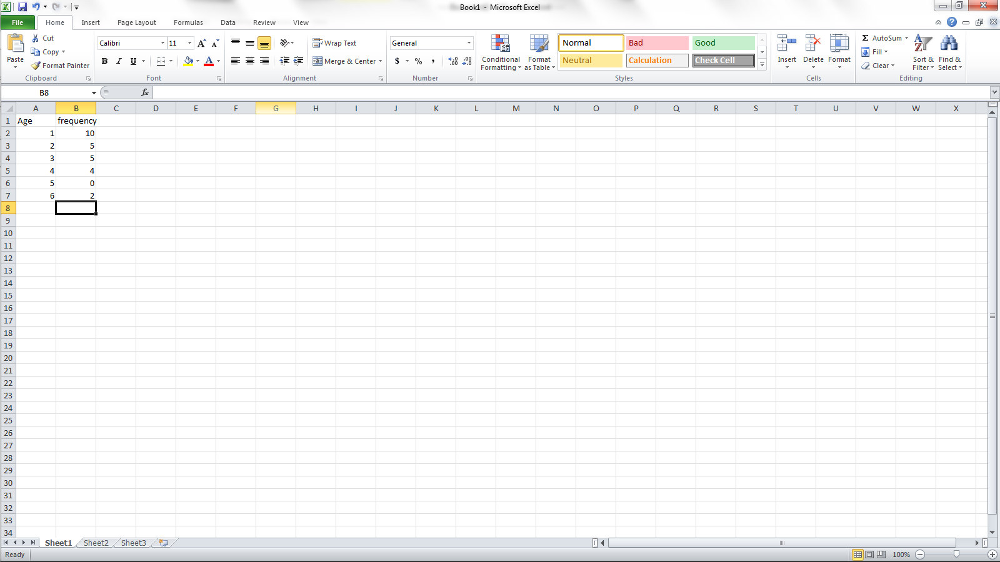 Book1 - Microsoft Excel
File Home Insert Page Layout Formulas Data Review View
Paste
Cut
Copy
Format Painter
Clipboard
Calibri 11
B I U
Font
Wrap Text
Merge & Center
Alignment
General
$ % ,
Number
Conditional Formatting
Format as Table
Normal Bad Good
Neutral Calculation Check Cell
Styles
Insert Delete Format
Cells
Σ AutoSum
Fill
Clear
Sort & Filter
Find & Select
Editing
B8 fx
A B C D E F G H I J K L M N O P Q R S T U V W X
1 Age frequency
2 1 10
3 2 5
4 3 5
5 4 4
6 5 0
7 6 2
8
9
10
11
12
13
14
15
16
17
18
19
20
21
22
23
24
25
26
27
28
29
30
31
32
33
34
Sheet1 Sheet2 Sheet3
Ready 100%